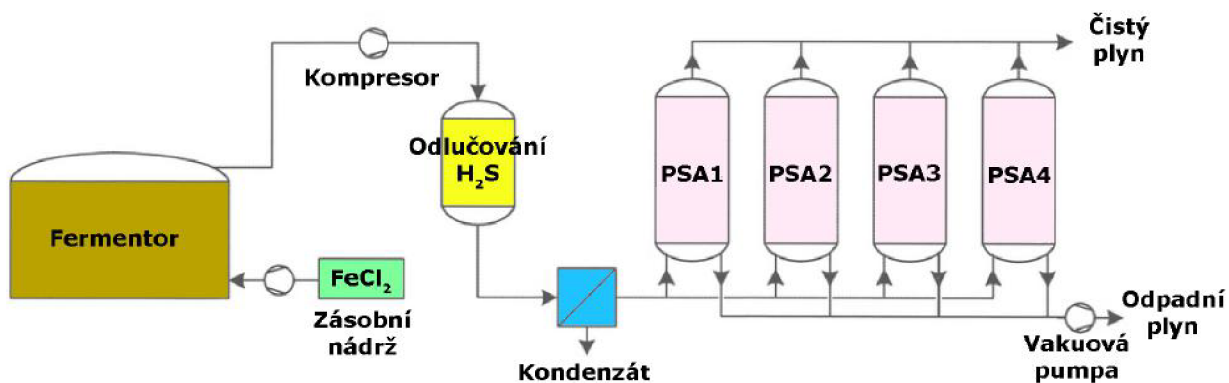 Kompresor
Odlučování
H₂S
Fermentor
FeCl₂
Zásobní
nádrž
Kondenzát
PSA1
PSA2
PSA3
PSA4
Čistý
plyn
Odpadní
plyn
Vakuová
pumpa